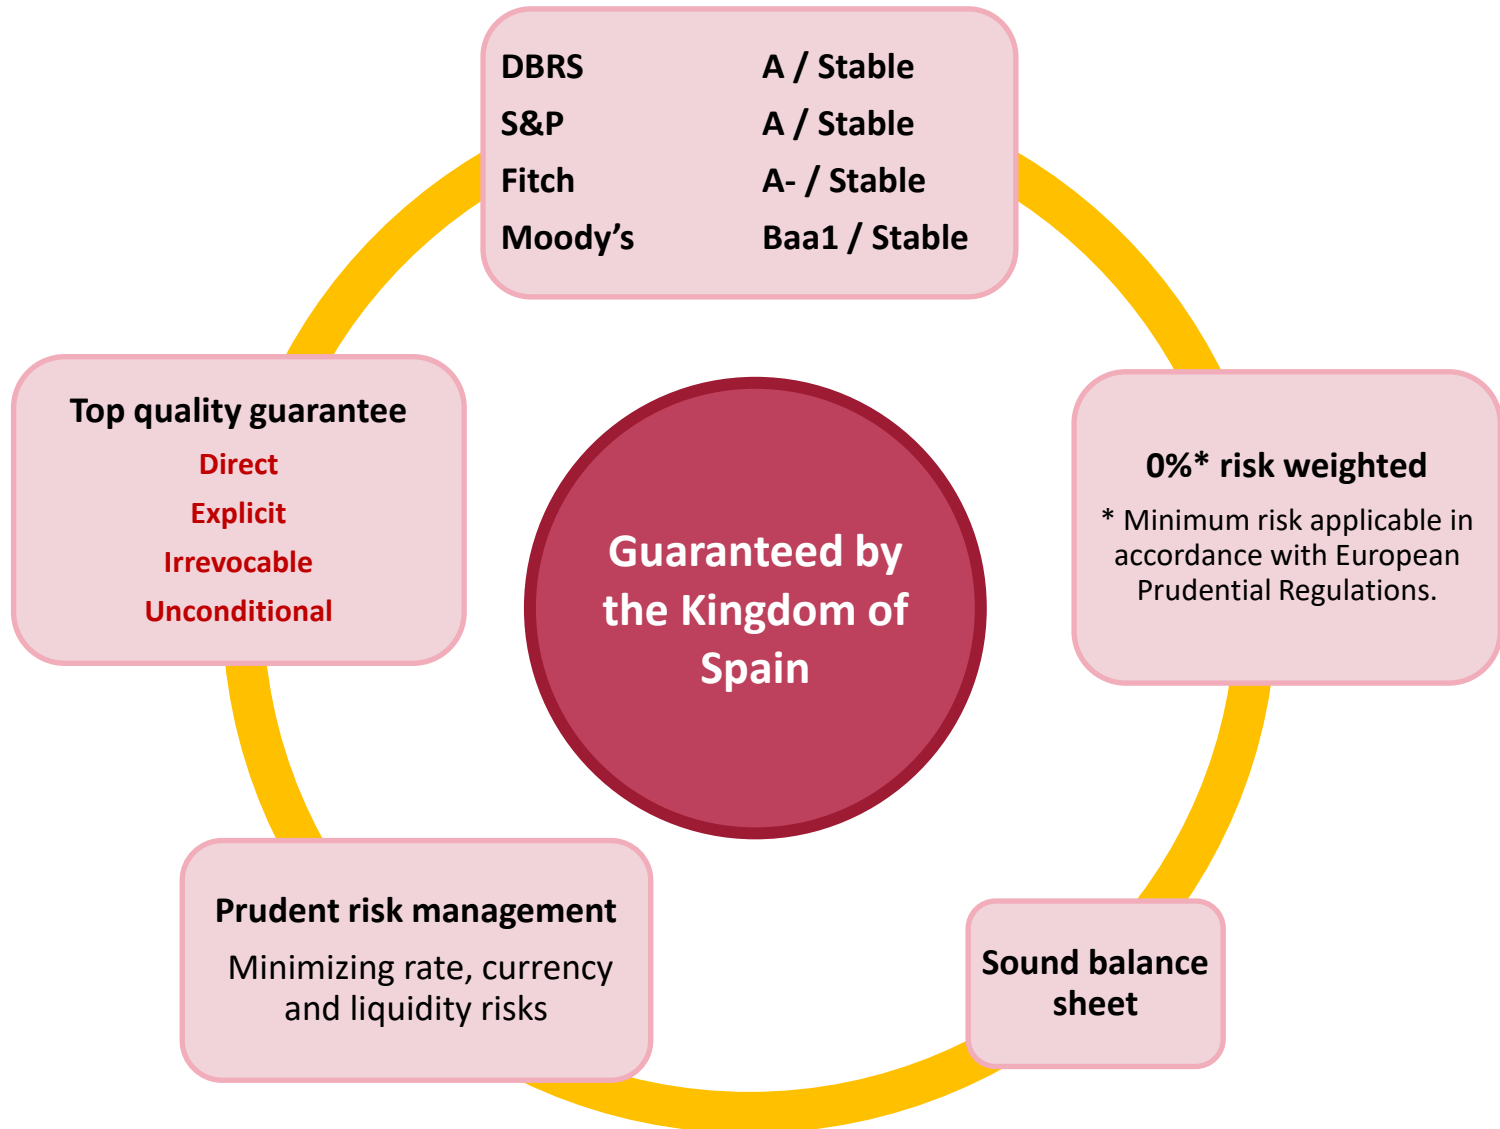 DBRS A / Stable
S&P A / Stable
Fitch A- / Stable
Moody’s Baa1 / Stable
Top quality guarantee
Direct
Explicit
Irrevocable
Unconditional
Guaranteed by
the Kingdom of
Spain
0%* risk weighted
* Minimum risk applicable in
accordance with European
Prudential Regulations.
Prudent risk management
Minimizing rate, currency
and liquidity risks
Sound balance
sheet